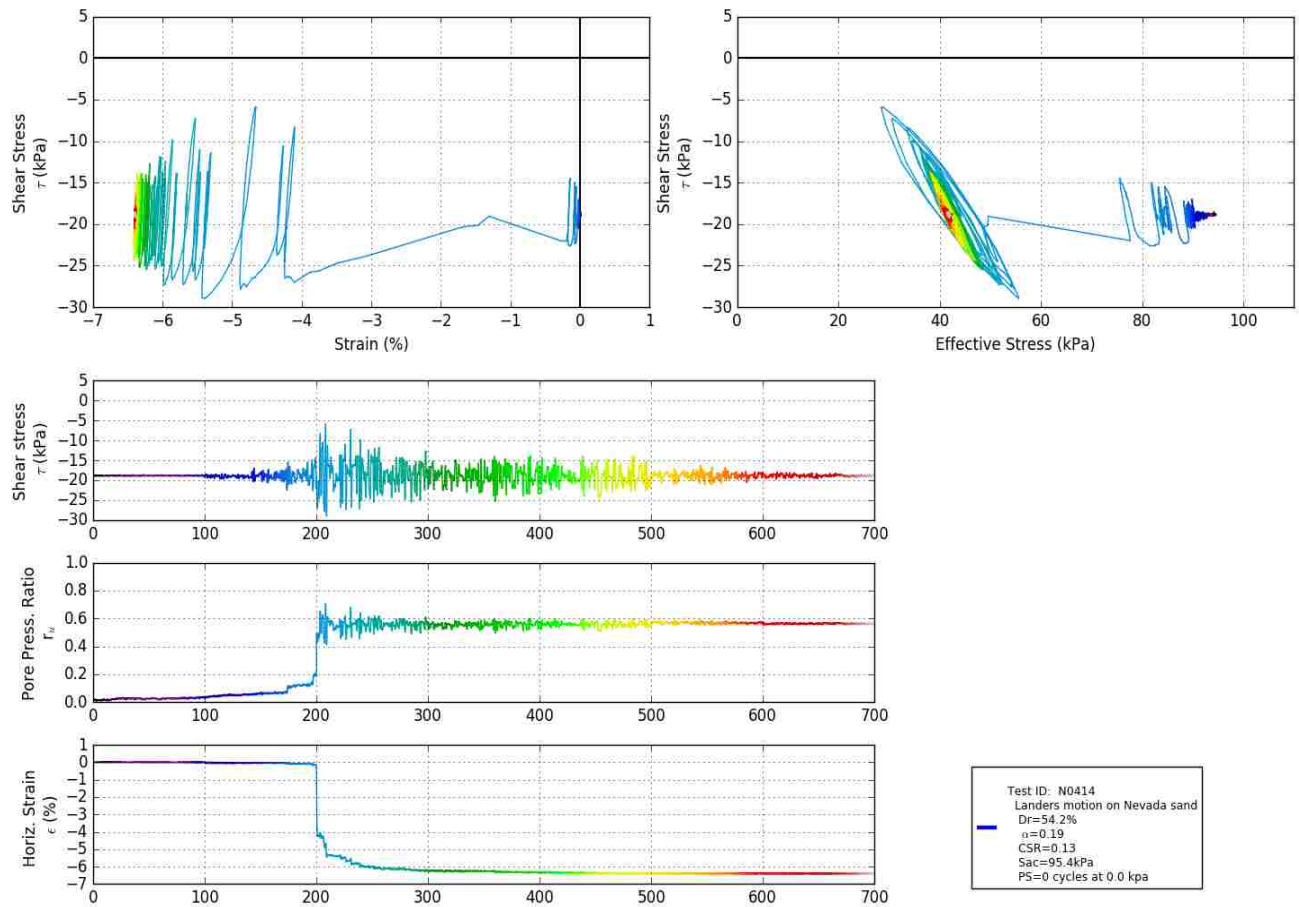 5
0
−5
−10
−15
−20
−25
−30
Shear Stress
τ (kPa)
−7 −6 −5 −4 −3 −2 −1 0 1
Strain (%)
5
0
−5
−10
−15
−20
−25
−30
Shear Stress
τ (kPa)
0 20 40 60 80 100
Effective Stress (kPa)
5
0
−5
−10
−15
−20
−25
−30
Shear stress
τ (kPa)
0 100 200 300 400 500 600 700
1.0
0.8
0.6
0.4
0.2
0.0
Pore Press. Ratio
r_u
0 100 200 300 400 500 600 700
1
0
−1
−2
−3
−4
−5
−6
−7
Horiz. Strain
ϵ (%)
0 100 200 300 400 500 600 700
Test ID: N0414
Landers motion on Nevada sand
Dr=54.2%
α=0.19
CSR=0.13
Sac=95.4kPa
PS=0 cycles at 0.0 kpa